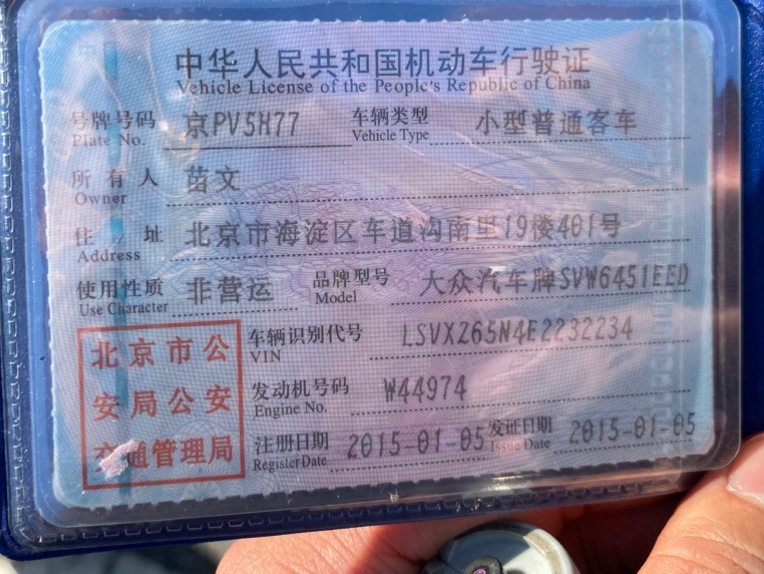 中华人民共和国机动车行驶证
Vehicle License of the People's Republic of China
号牌号码 京PV5H77 车辆类型 小型普通客车
Plate No. Vehicle Type
所有人 苗文
Owner
住址 北京市海淀区车道沟南里19楼401号
Address
使用性质 非营运 品牌型号 大众汽车牌SVW6451EED
Use Character Model
车辆识别代号 LSVXZ65N4E2232234
VIN
发动机号码 W44974
Engine No.
注册日期 2015-01-05 发证日期 2015-01-05
Register Date Issue Date
北京市公
安局公安
交通管理局